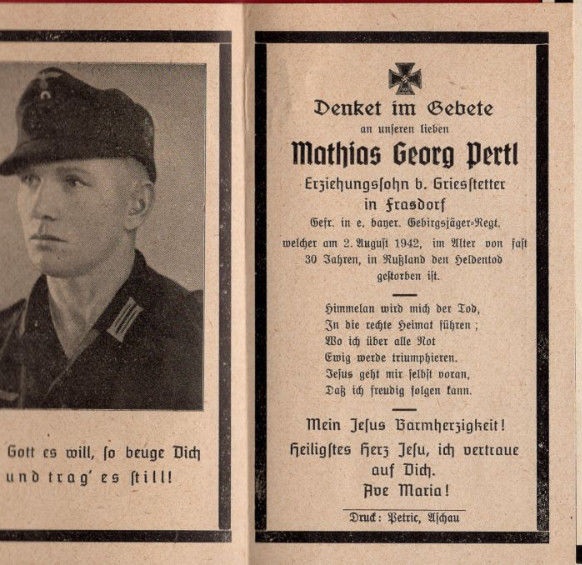 Gott es will, so beuge Dich
und trag' es still!
Denket im Gebete
an unseren lieben
Mathias Georg Pertl
Erziehungssohn b. Griesstetter
in Frasdorf
Gefr. in e. bayer. Gebirgsjäger-Regt.
welcher am 2. August 1942, im Alter von fast
30 Jahren, in Rußland den Heldentod
gestorben ist.
Himmelan wird mich der Tod,
In die rechte Heimat führen;
Wo ich über alle Not
Ewig werde triumphieren.
Jesus geht mir selbst voran,
Daß ich freudig folgen kann.
Mein Jesus Barmherzigkeit!
Heiligstes Herz Jesu, ich vertraue
auf Dich.
Ave Maria!
Druck: Petric, Aschau